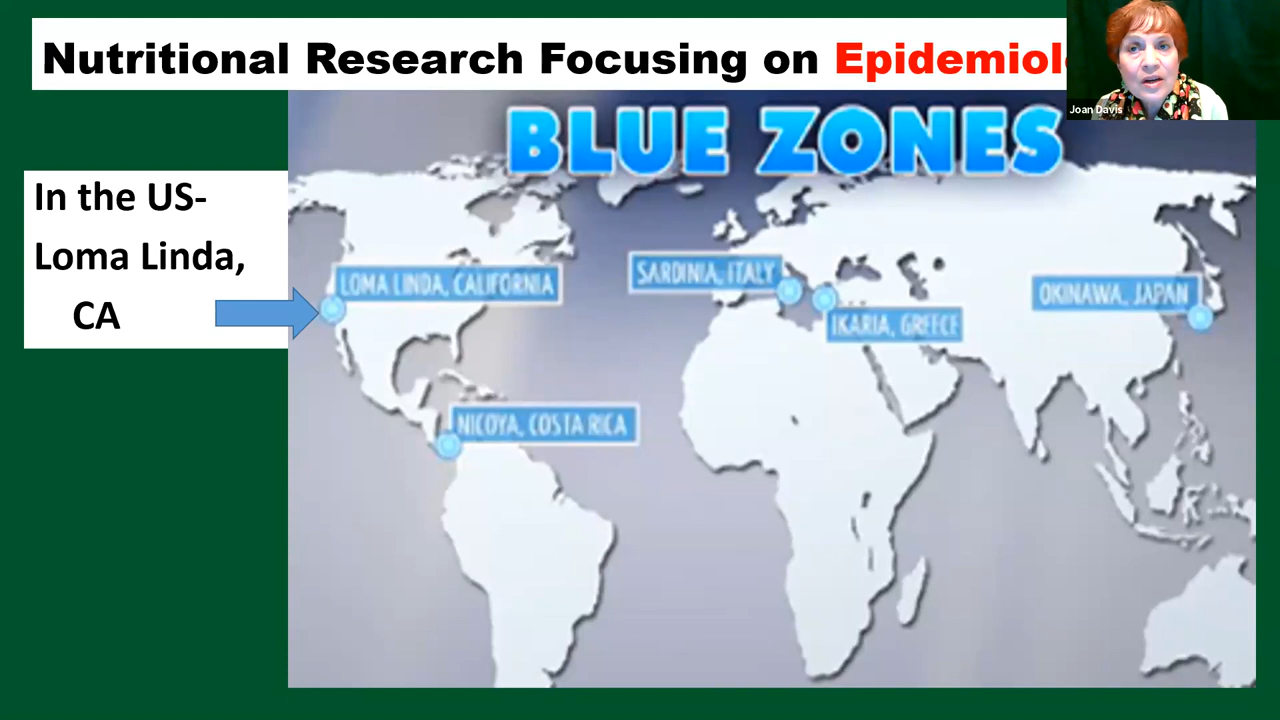 Nutritional Research Focusing on Epidemiol
Joan Davis
BLUE ZONES
In the US-
Loma Linda,
CA
LOMA LINDA, CALIFORNIA
SARDINIA, ITALY
IKARIA, GREECE
OKINAWA, JAPAN
NICOYA, COSTA RICA